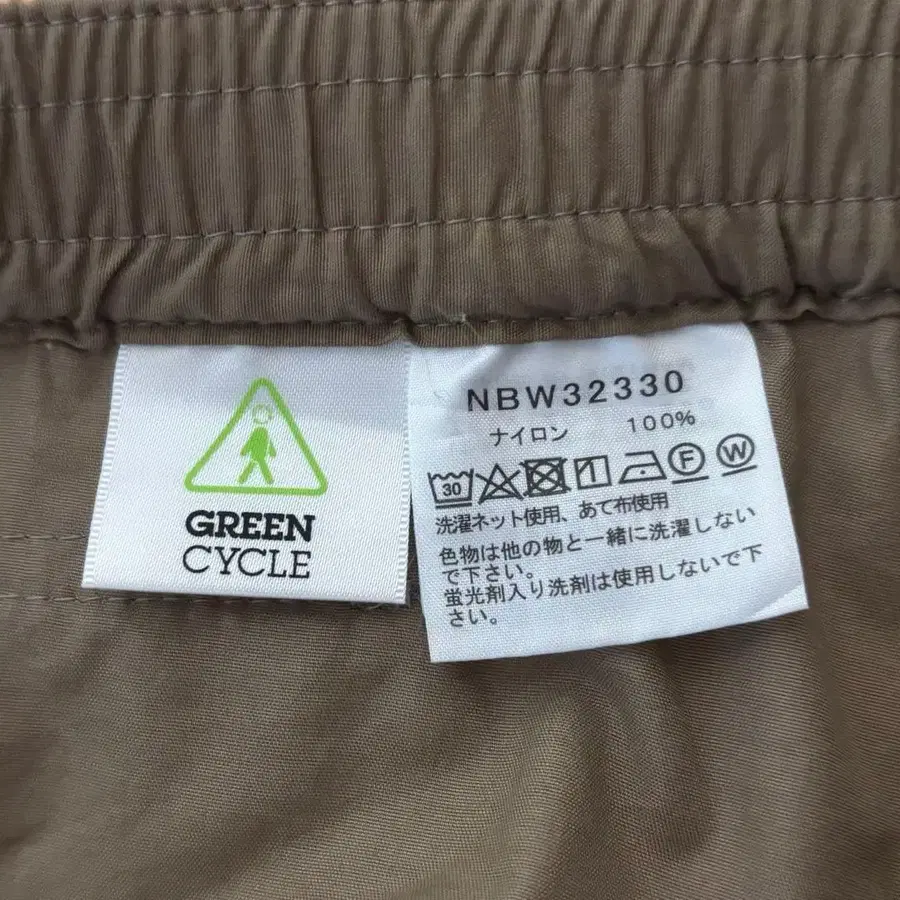 GREEN
CYCLE
NBW32330
ナイロン 100%
30 F W
洗濯ネット使用、あて布使用
色物は他の物と一緒に洗濯しない
で下さい。
蛍光剤入り洗剤は使用しないで下
さい。